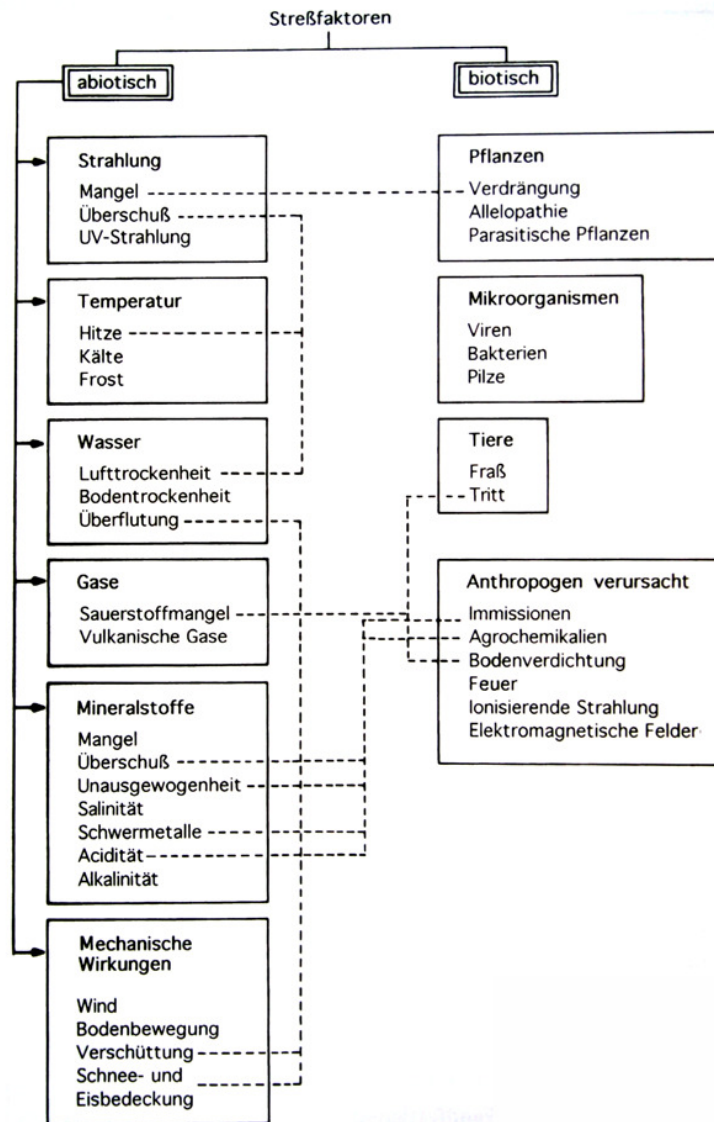 Streßfaktoren
abiotisch
Strahlung
Mangel
Überschuß
UV-Strahlung
Temperatur
Hitze
Kälte
Frost
Wasser
Lufttrockenheit
Bodentrockenheit
Überflutung
Gase
Sauerstoffmangel
Vulkanische Gase
Mineralstoffe
Mangel
Überschuß
Unausgewogenheit
Salinität
Schwermetalle
Acidität
Alkalinität
Mechanische
Wirkungen
Wind
Bodenbewegung
Verschüttung
Schnee- und
Eisbedeckung
biotisch
Pflanzen
Verdrängung
Allelopathie
Parasitische Pflanzen
Mikroorganismen
Viren
Bakterien
Pilze
Tiere
Fraß
Tritt
Anthropogen verursacht
Immissionen
Agrochemikalien
Bodenverdichtung
Feuer
Ionisierende Strahlung
Elektromagnetische Felder